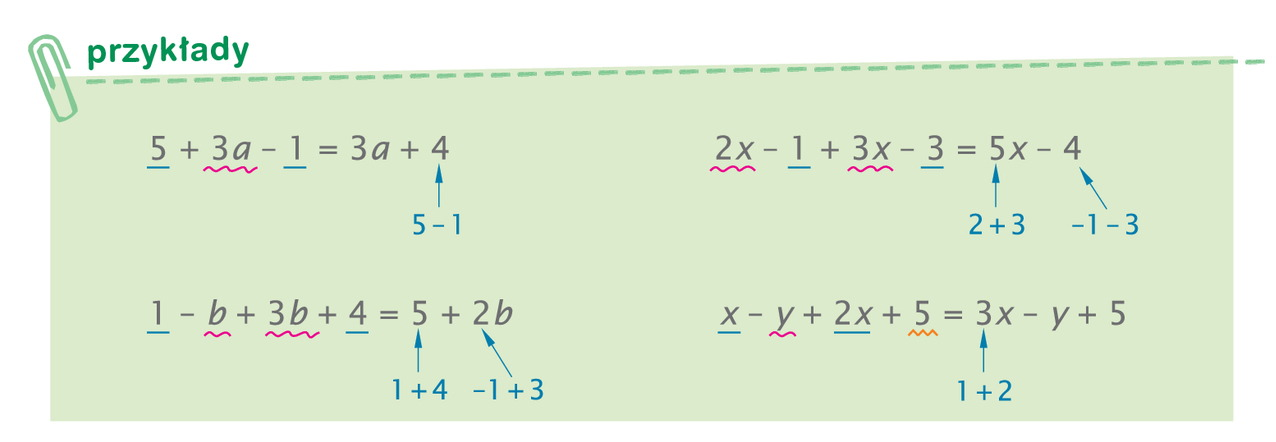 przykłady
5 + 3a – 1 = 3a + 4
5 – 1
2x – 1 + 3x – 3 = 5x – 4
2 + 3 –1 – 3
1 – b + 3b + 4 = 5 + 2b
1 + 4 –1 + 3
x – y + 2x + 5 = 3x – y + 5
1 + 2